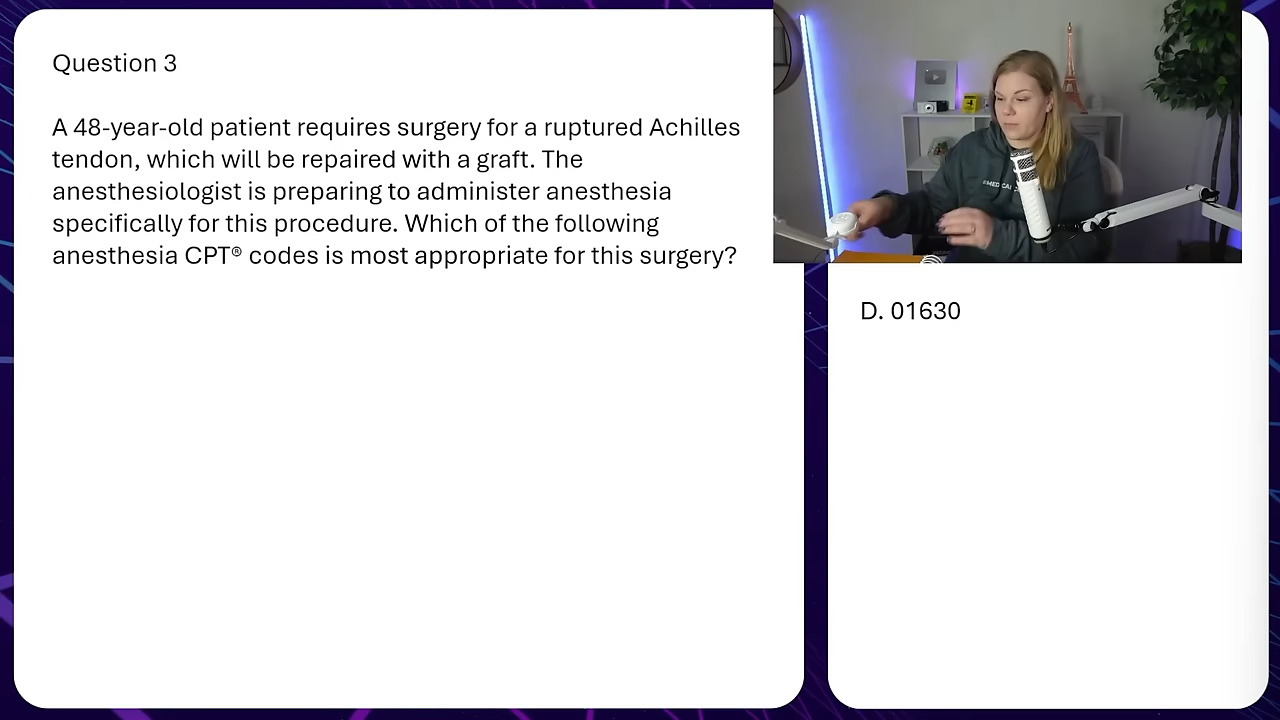 Question 3
A 48-year-old patient requires surgery for a ruptured Achilles
tendon, which will be repaired with a graft. The
anesthesiologist is preparing to administer anesthesia
specifically for this procedure. Which of the following
anesthesia CPT® codes is most appropriate for this surgery?
D. 01630